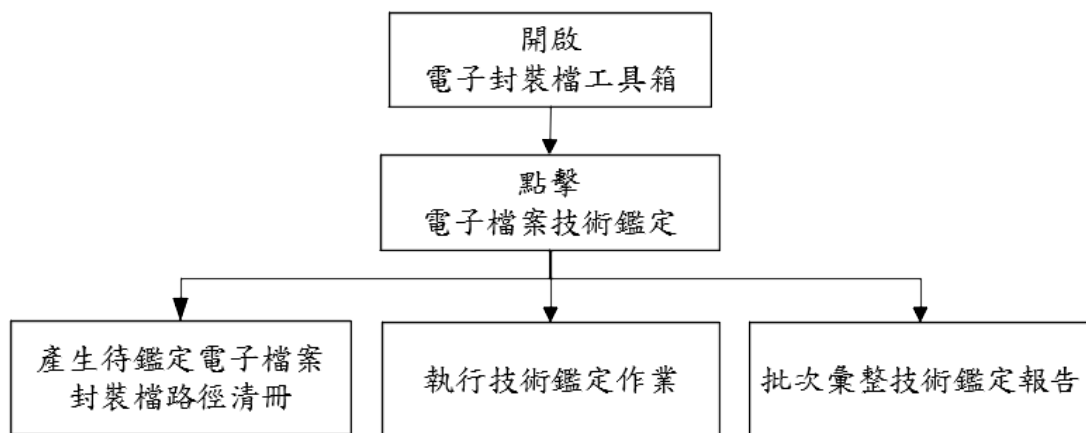 開啟
電子封裝檔工具箱
點擊
電子檔案技術鑑定
產生待鑑定電子檔案
封裝檔路徑清冊
執行技術鑑定作業
批次彙整技術鑑定報告